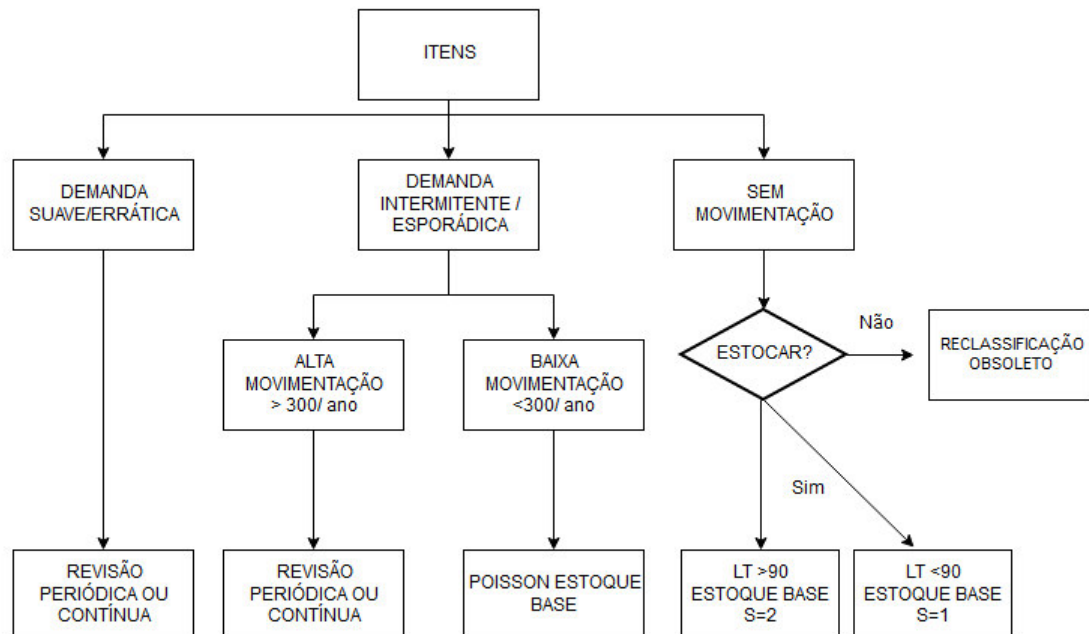 ITENS
DEMANDA
SUAVE/ERRÁTICA
DEMANDA
INTERMITENTE /
ESPORÁDICA
SEM
MOVIMENTAÇÃO
ALTA
MOVIMENTAÇÃO
> 300/ ano
BAIXA
MOVIMENTAÇÃO
<300/ ano
ESTOCAR?
Não
RECLASSIFICAÇÃO
OBSOLETO
Sim
REVISÃO
PERIÓDICA OU
CONTÍNUA
REVISÃO
PERIÓDICA OU
CONTÍNUA
POISSON ESTOQUE
BASE
LT >90
ESTOQUE BASE
S=2
LT <90
ESTOQUE BASE
S=1